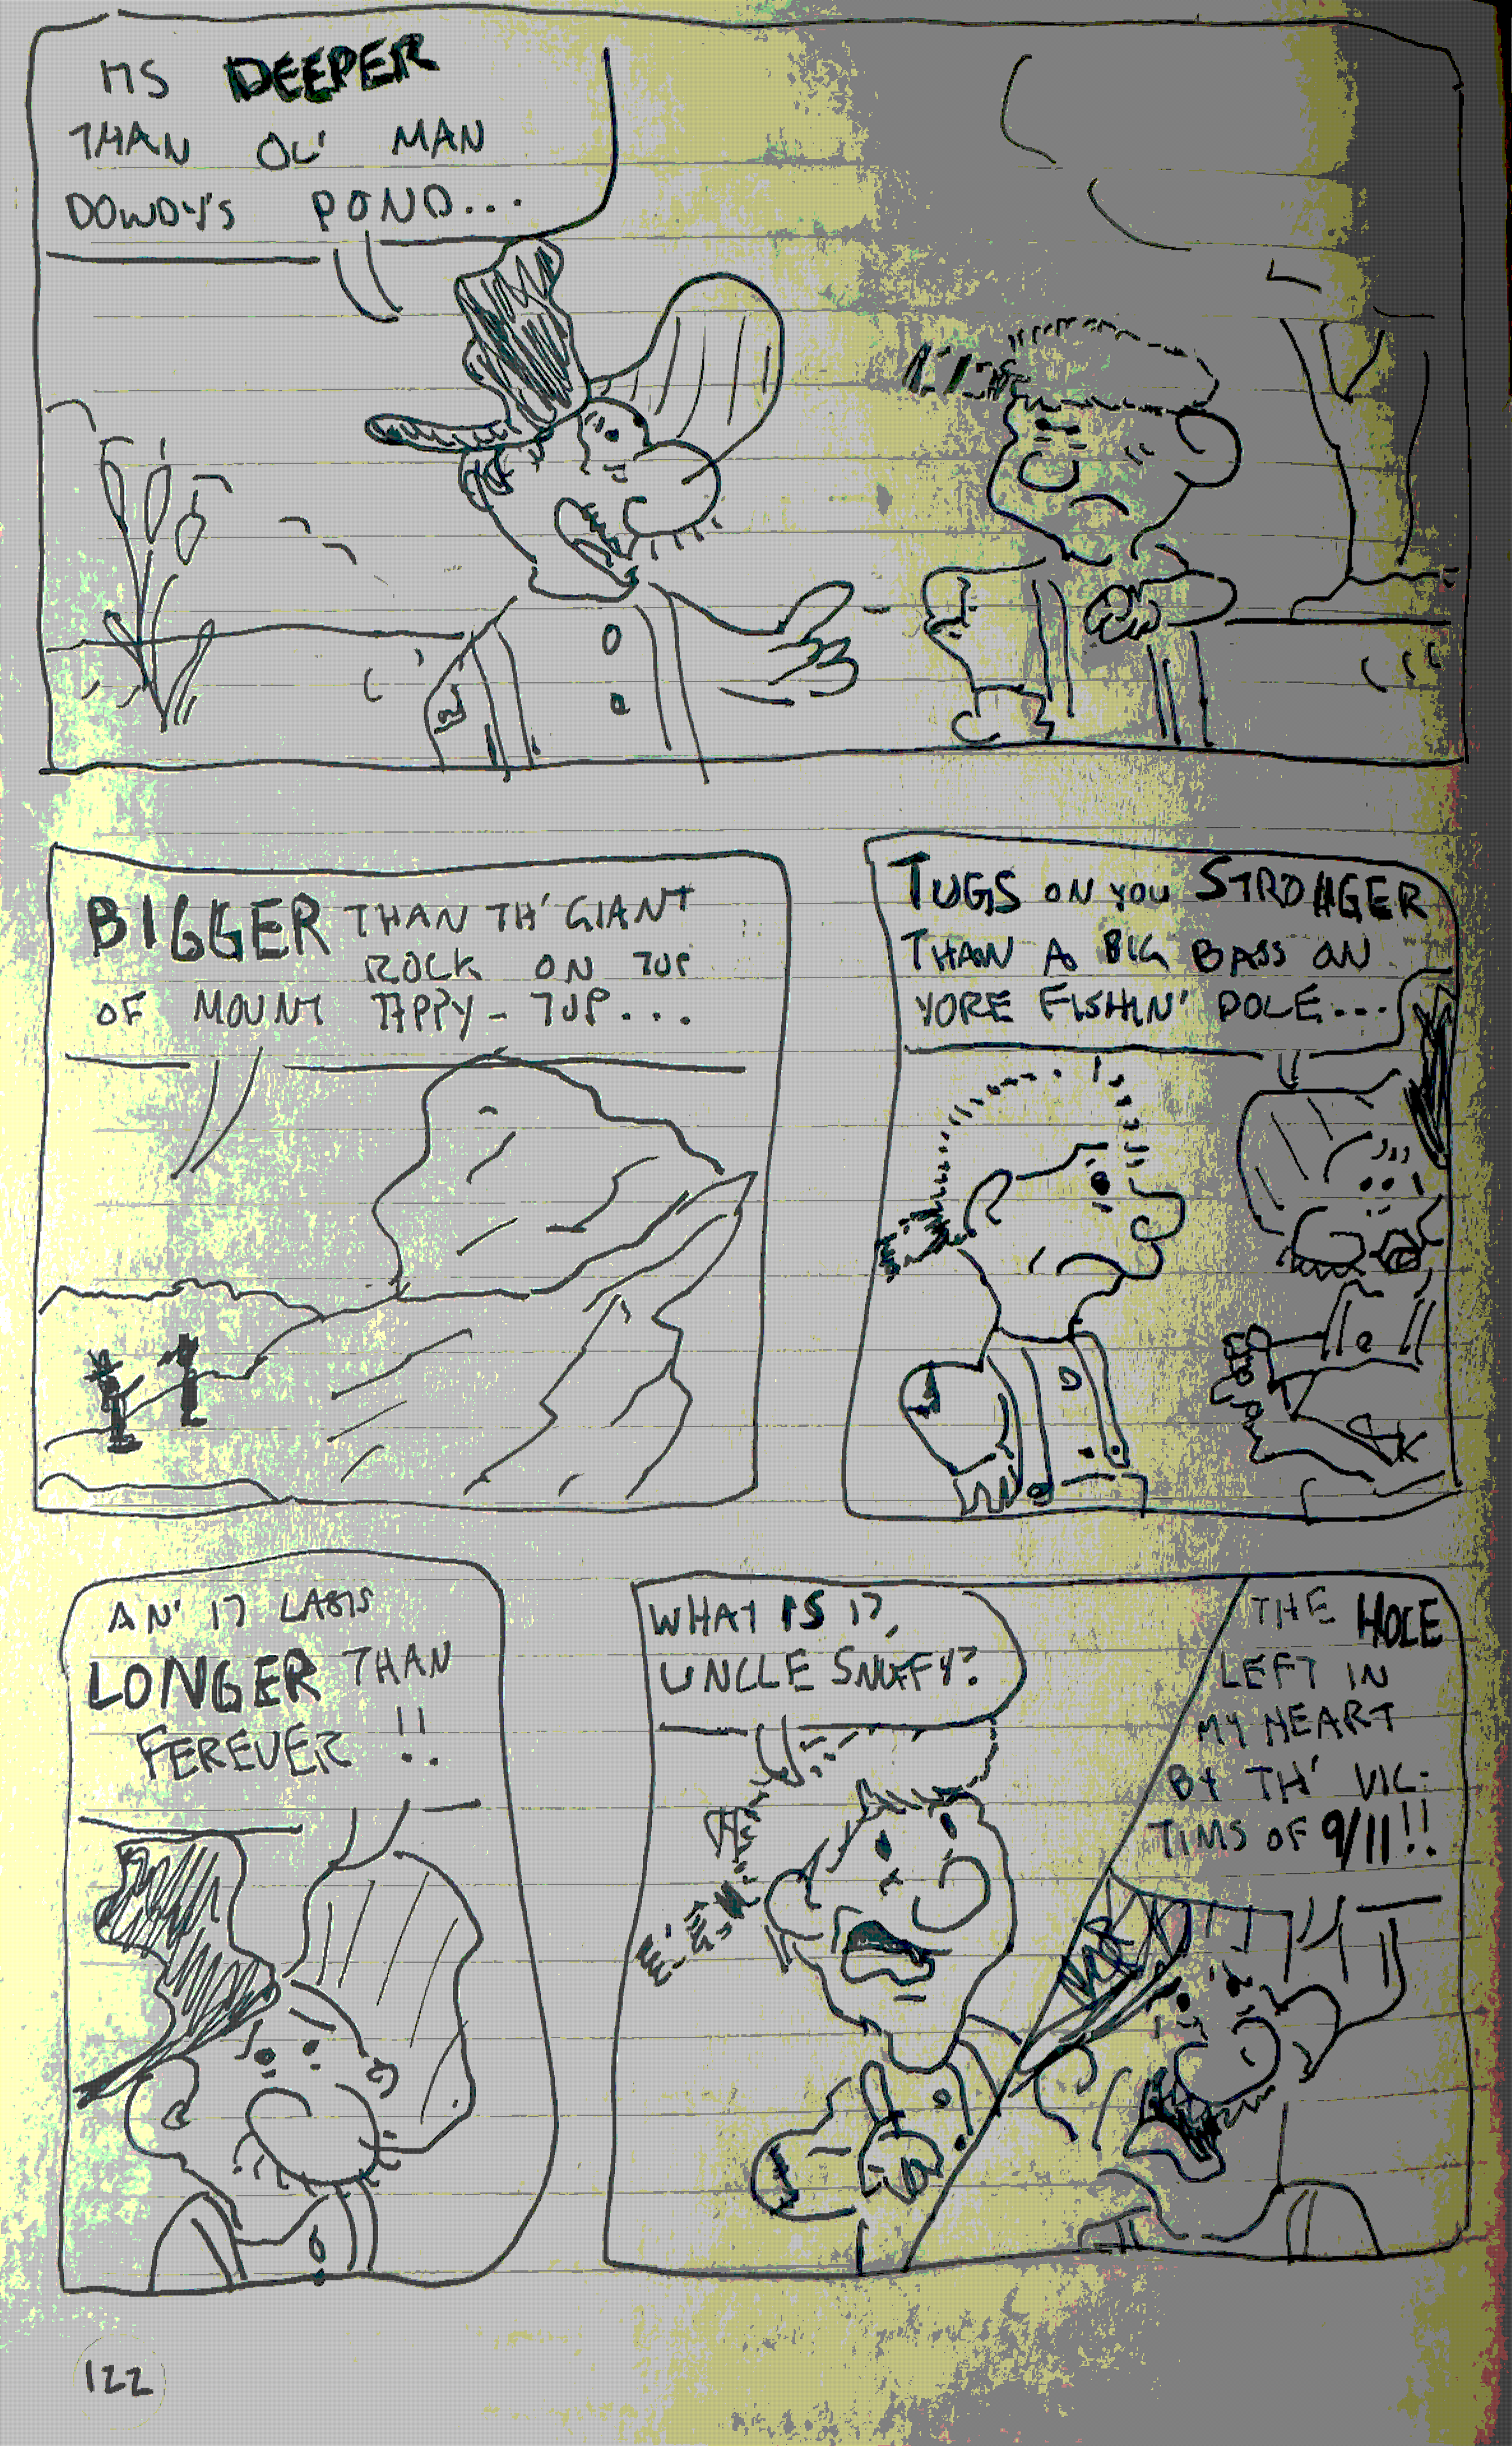 ITS DEEPER
THAN OL' MAN
DOWDY'S POND...
BIGGER THAN TH' GIANT
ROCK ON TOP
OF MOUNT TIPPY-TOP...
TUGS ON YOU STRONGER
THAN A BIG BASS ON
YORE FISHIN' POLE...
AN' IT LASTS
LONGER THAN
FEREVER!!
WHAT IS IT,
UNCLE SNUFFY?
THE HOLE
LEFT IN
MY HEART
BY TH' VIC-
TIMS OF 9/11!!
122